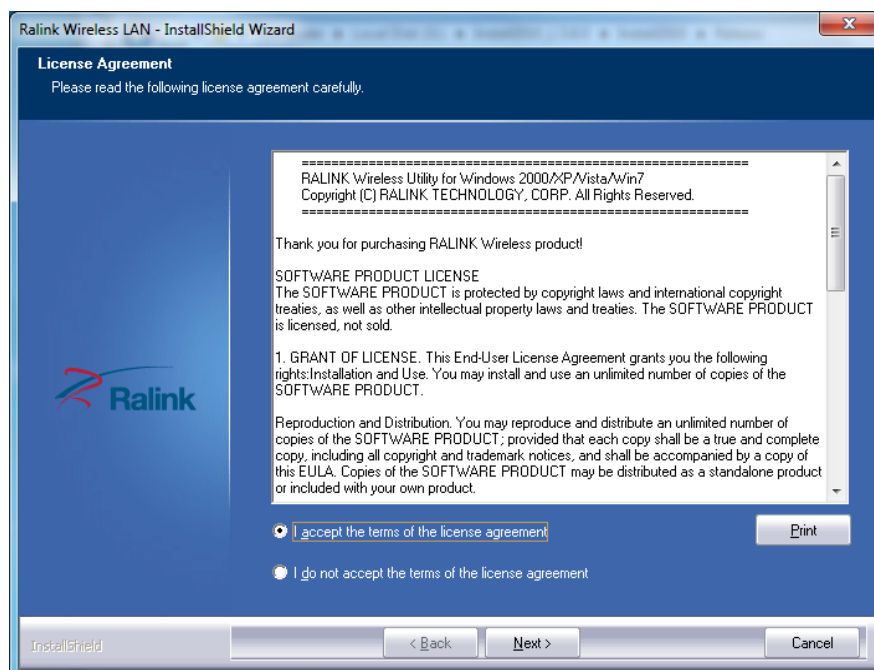 Ralink Wireless LAN - InstallShield Wizard
License Agreement
Please read the following license agreement carefully.
============================================================
RALINK Wireless Utility for Windows 2000/XP/Vista/Win7
Copyright (C) RALINK TECHNOLOGY, CORP. All Rights Reserved.
============================================================
Thank you for purchasing RALINK Wireless product!
SOFTWARE PRODUCT LICENSE
The SOFTWARE PRODUCT is protected by copyright laws and international copyright
treaties, as well as other intellectual property laws and treaties. The SOFTWARE PRODUCT
is licensed, not sold.
1. GRANT OF LICENSE. This End-User License Agreement grants you the following
rights:Installation and Use. You may install and use an unlimited number of copies of the
SOFTWARE PRODUCT.
Reproduction and Distribution. You may reproduce and distribute an unlimited number of
copies of the SOFTWARE PRODUCT; provided that each copy shall be a true and complete
copy, including all copyright and trademark notices, and shall be accompanied by a copy of
this EULA. Copies of the SOFTWARE PRODUCT may be distributed as a standalone product
or included with your own product.
Ralink
I accept the terms of the license agreement
Print
I do not accept the terms of the license agreement
InstallShield
< Back
Next >
Cancel